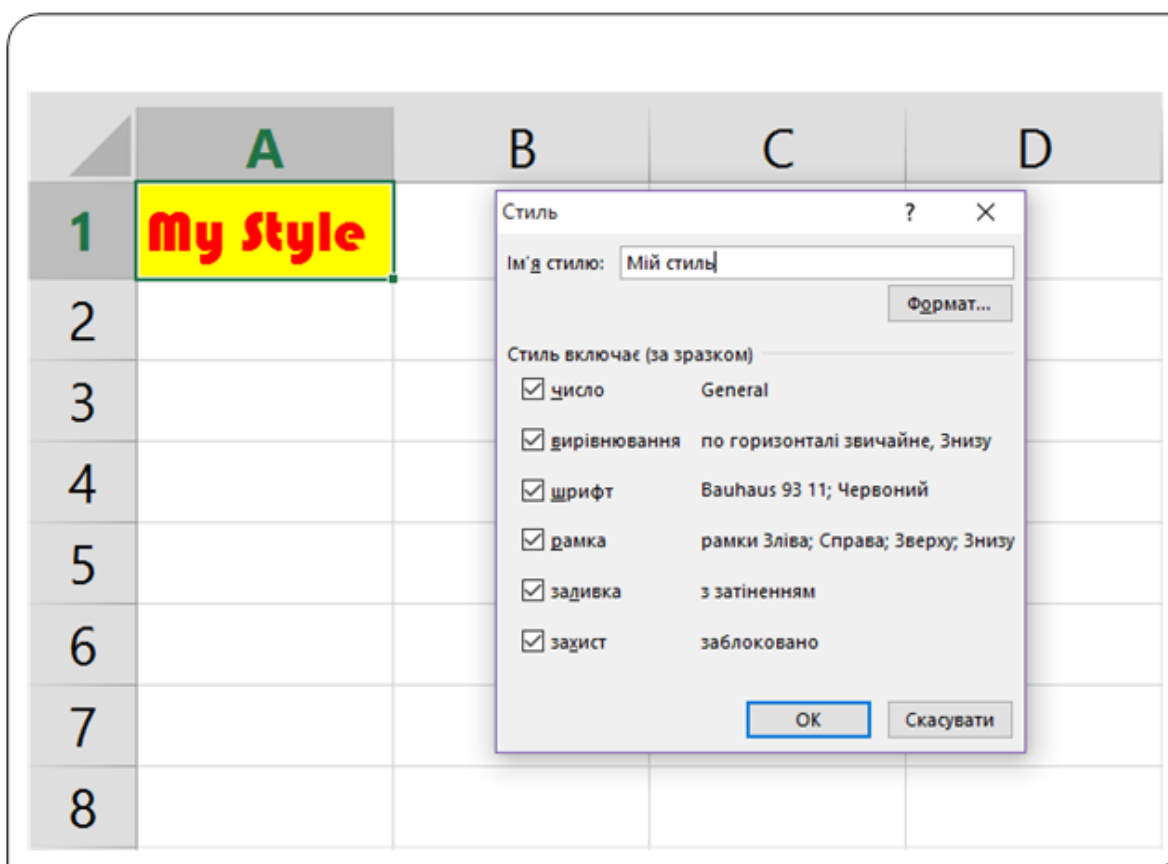 A B C D
1 My Style
2
3
4
5
6
7
8
Стиль ? ✕
Ім'я стилю: Мій стиль
Формат...
Стиль включає (за зразком)
число General
вирівнювання по горизонталі звичайне, Знизу
шрифт Bauhaus 93 11; Червоний
рамка рамки Зліва; Справа; Зверху; Знизу
заливка з затіненням
захист заблоковано
ОК Скасувати